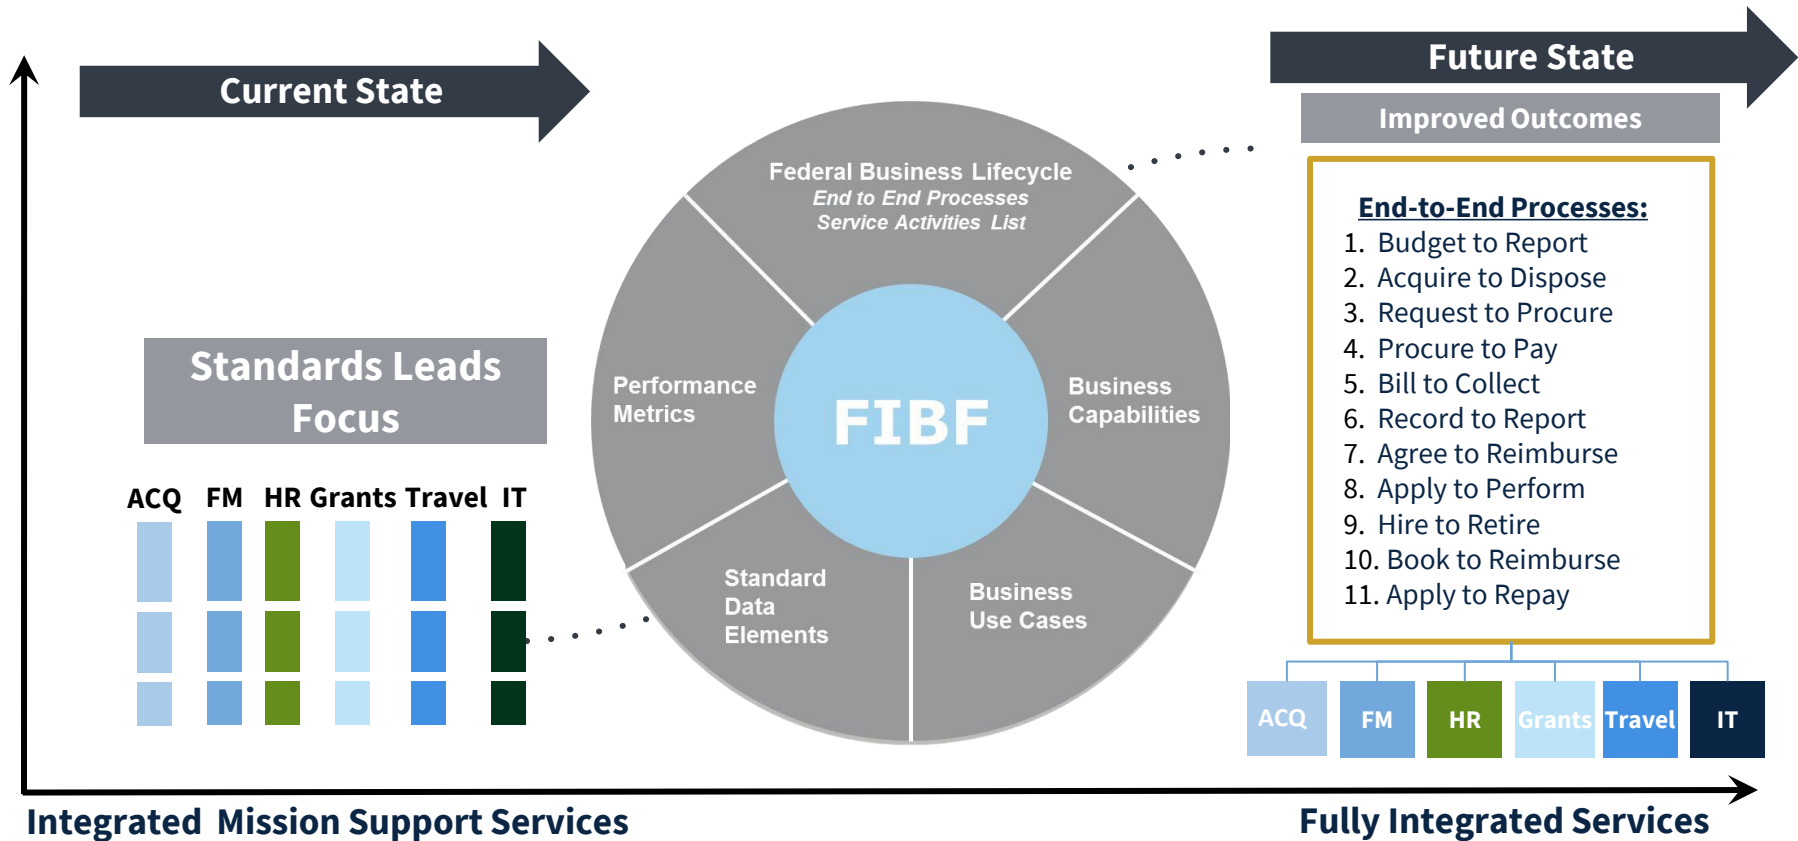 Current State
Future State
Improved Outcomes
Standards Leads
Focus
ACQ FM HR Grants Travel IT
Federal Business Lifecycle
End to End Processes
Service Activities List
Performance
Metrics
Business
Capabilities
FIBF
Standard
Data
Elements
Business
Use Cases
End-to-End Processes:
1. Budget to Report
2. Acquire to Dispose
3. Request to Procure
4. Procure to Pay
5. Bill to Collect
6. Record to Report
7. Agree to Reimburse
8. Apply to Perform
9. Hire to Retire
10. Book to Reimburse
11. Apply to Repay
ACQ FM HR Grants Travel IT
Integrated Mission Support Services
Fully Integrated Services